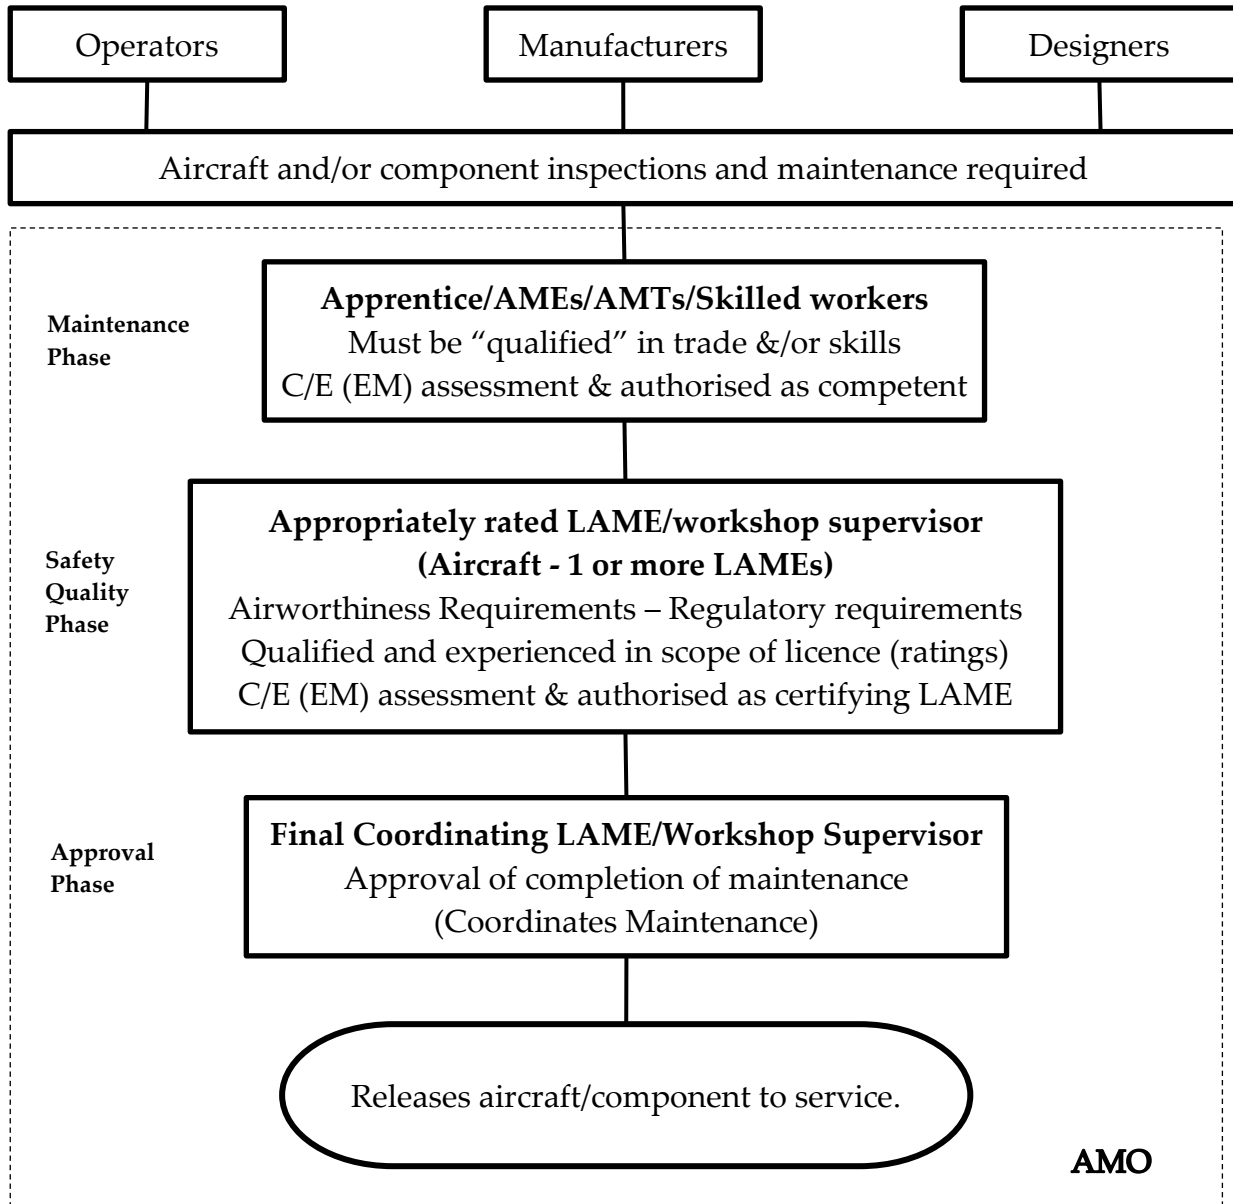 Operators
Manufacturers
Designers
Aircraft and/or component inspections and maintenance required
Maintenance
Phase
Apprentice/AMEs/AMTs/Skilled workers
Must be “qualified” in trade &/or skills
C/E (EM) assessment & authorised as competent
Safety
Quality
Phase
Appropriately rated LAME/workshop supervisor
(Aircraft - 1 or more LAMEs)
Airworthiness Requirements – Regulatory requirements
Qualified and experienced in scope of licence (ratings)
C/E (EM) assessment & authorised as certifying LAME
Approval
Phase
Final Coordinating LAME/Workshop Supervisor
Approval of completion of maintenance
(Coordinates Maintenance)
Releases aircraft/component to service.
AMO